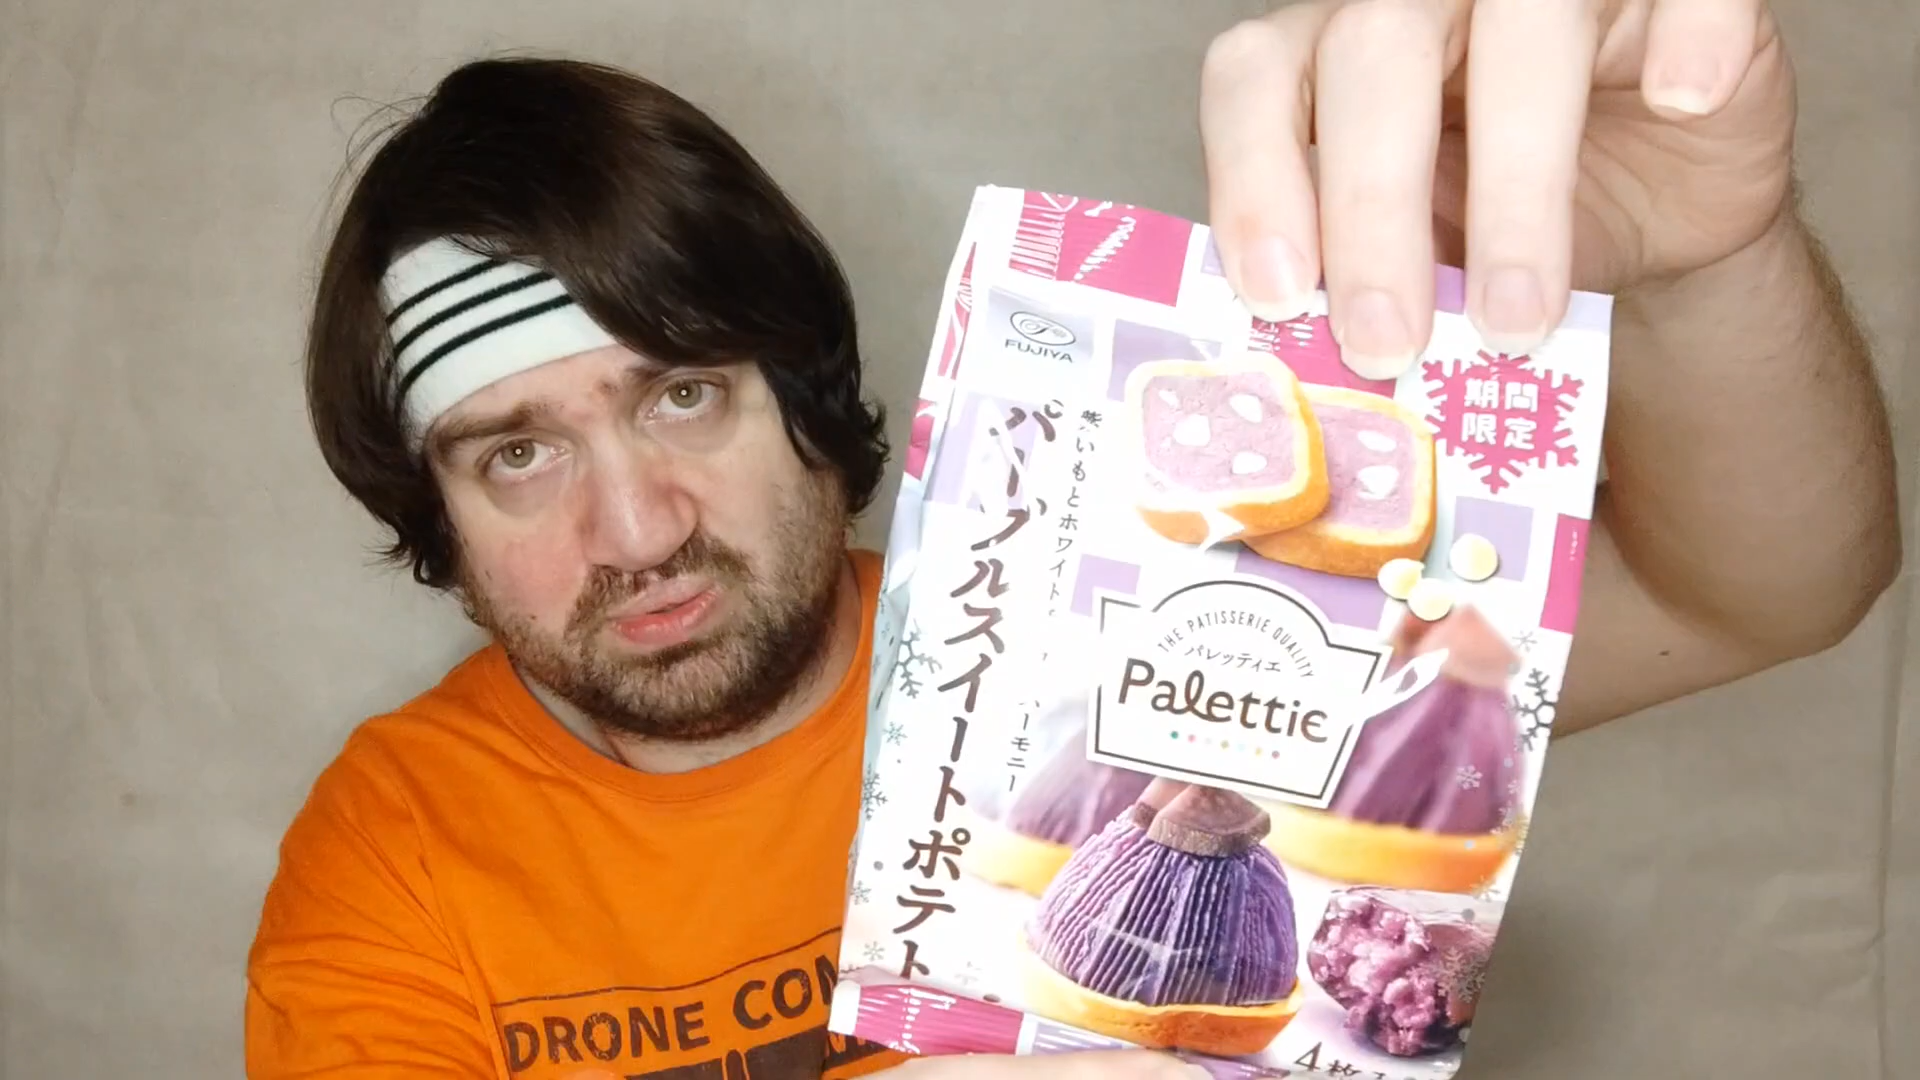 FUJIYA
期間
限定
紫いもとホワイト
ハーモニー
パープルスイートポテト
THE PATISSERIE QUALITY
パレッティエ
Palettie
4枚
DRONE